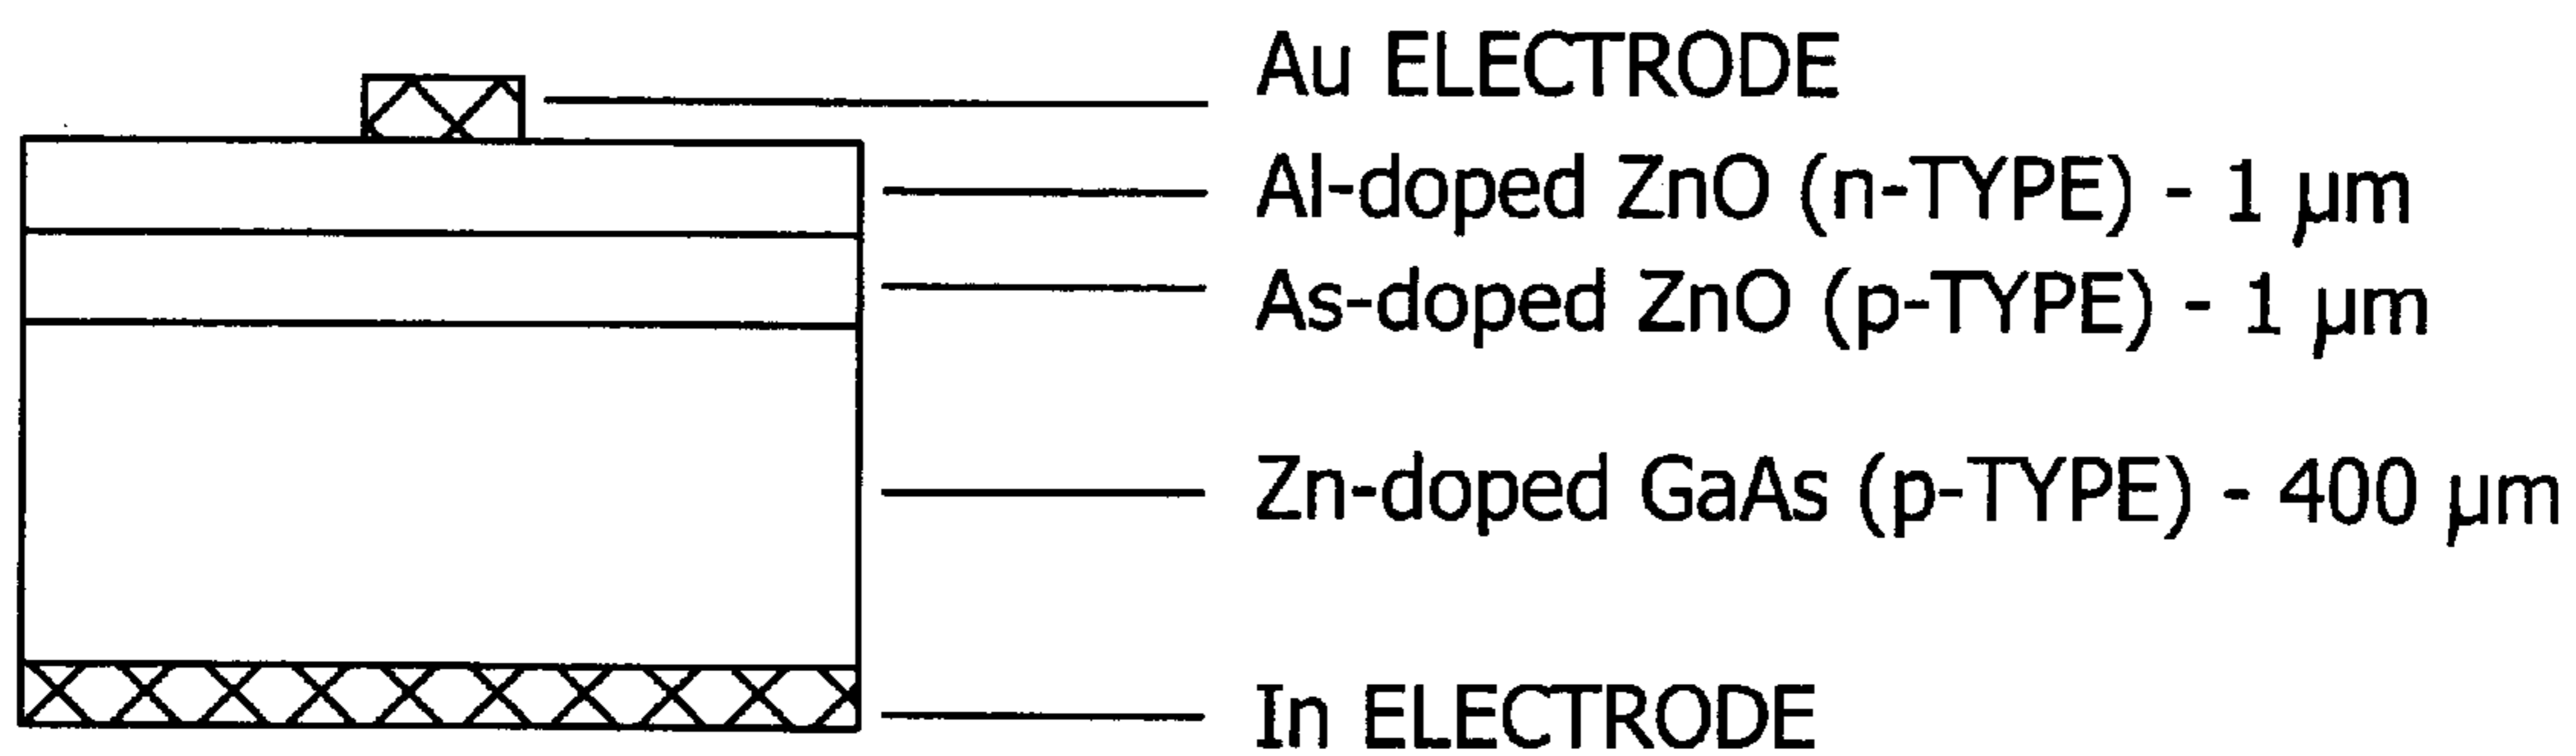 Au ELECTRODE
Al-doped ZnO (n-TYPE) - 1 µm
As-doped ZnO (p-TYPE) - 1 µm
Zn-doped GaAs (p-TYPE) - 400 µm
In ELECTRODE